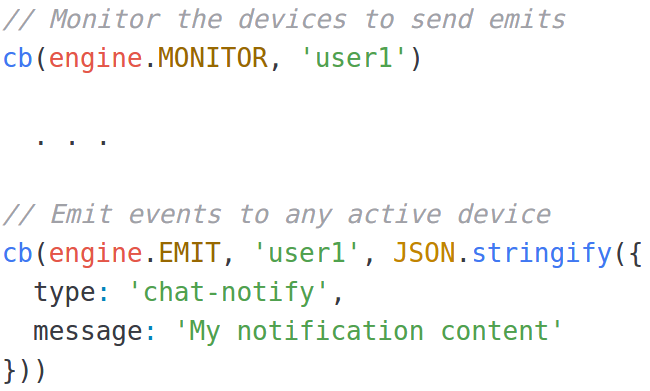 // Monitor the devices to send emits
cb(engine.MONITOR, 'user1')
. . .
// Emit events to any active device
cb(engine.EMIT, 'user1', JSON.stringify({
  type: 'chat-notify',
  message: 'My notification content'
}))